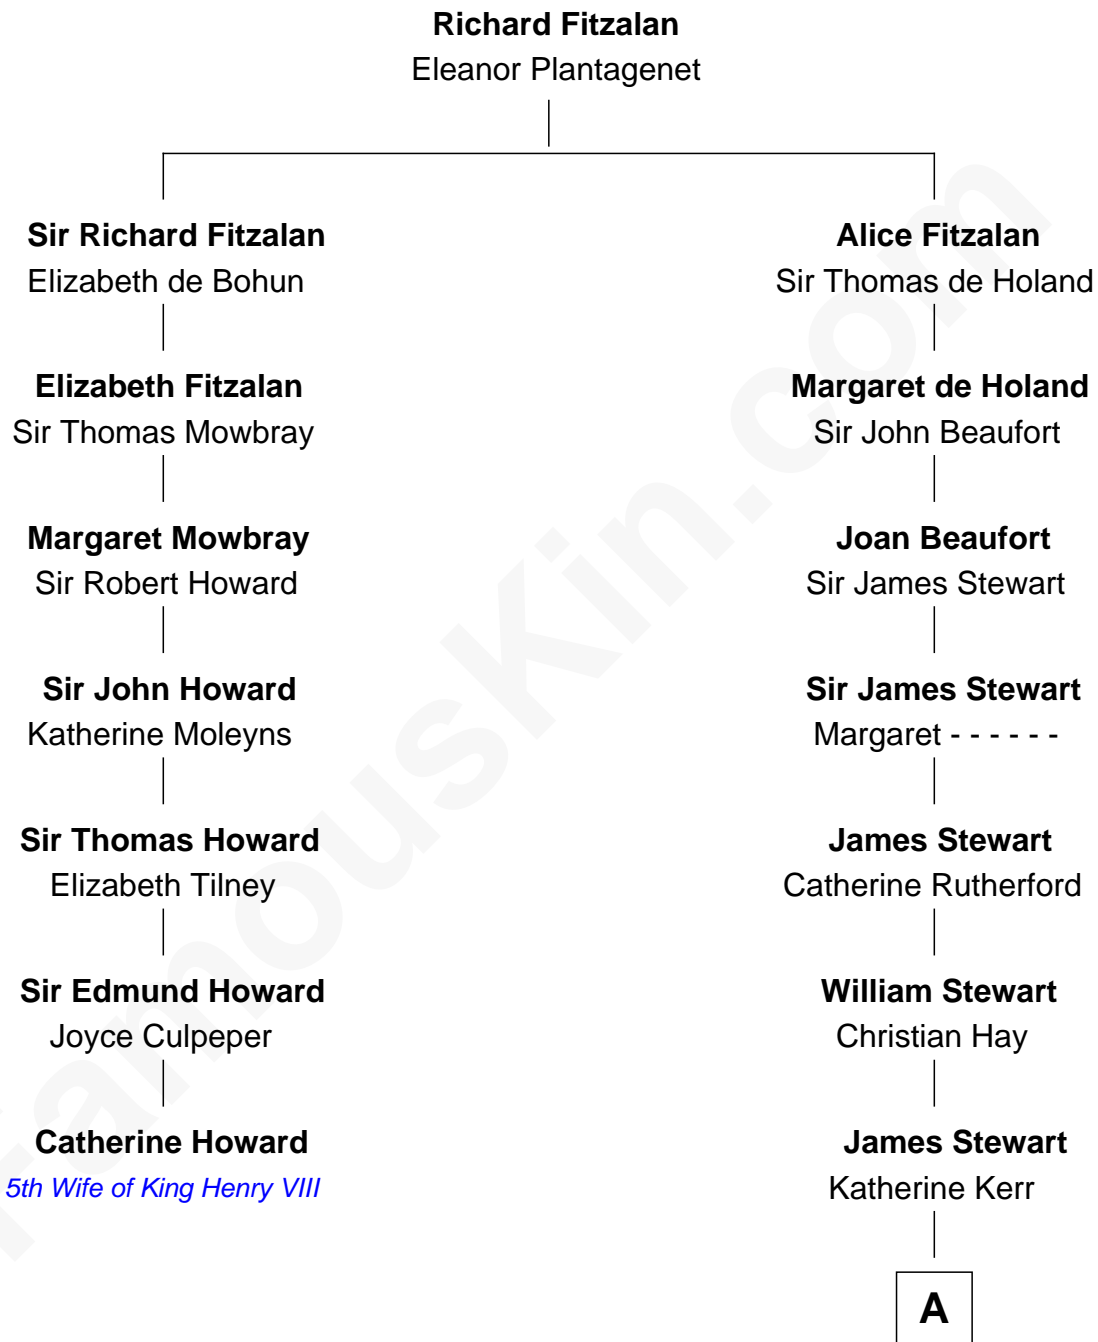 Richard Fitzalan
Eleanor Plantagenet
Sir Richard Fitzalan
Elizabeth de Bohun
Elizabeth Fitzalan
Sir Thomas Mowbray
Margaret Mowbray
Sir Robert Howard
Sir John Howard
Katherine Moleyns
Sir Thomas Howard
Elizabeth Tilney
Sir Edmund Howard
Joyce Culpeper
Catherine Howard
5th Wife of King Henry VIII
Alice Fitzalan
Sir Thomas de Holand
Margaret de Holand
Sir John Beaufort
Joan Beaufort
Sir James Stewart
Sir James Stewart
Margaret - - - - - -
James Stewart
Catherine Rutherford
William Stewart
Christian Hay
James Stewart
Katherine Kerr
A
FamousKin.com